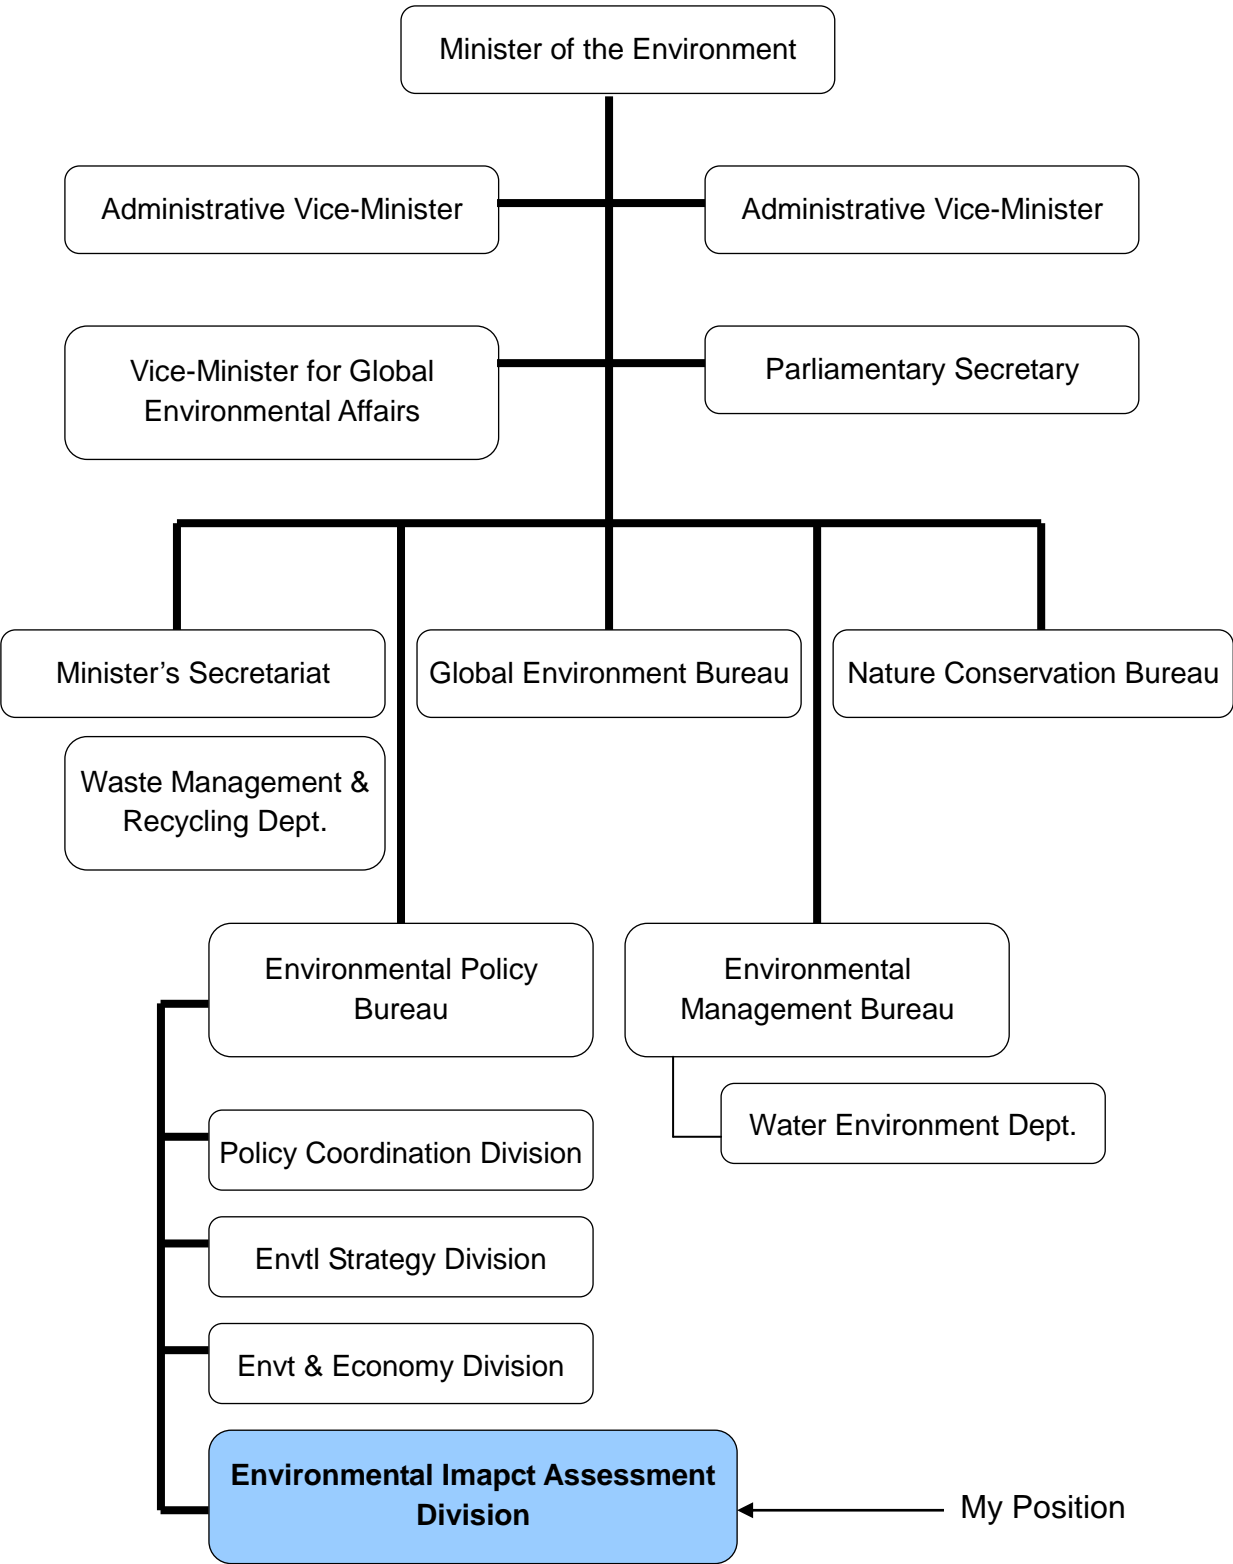 Minister of the Environment
Administrative Vice-Minister
Administrative Vice-Minister
Vice-Minister for Global
Environmental Affairs
Parliamentary Secretary
Minister’s Secretariat
Global Environment Bureau
Nature Conservation Bureau
Waste Management &
Recycling Dept.
Environmental Policy
Bureau
Environmental
Management Bureau
Water Environment Dept.
Policy Coordination Division
Envtl Strategy Division
Envt & Economy Division
Environmental Imapct Assessment
Division
My Position